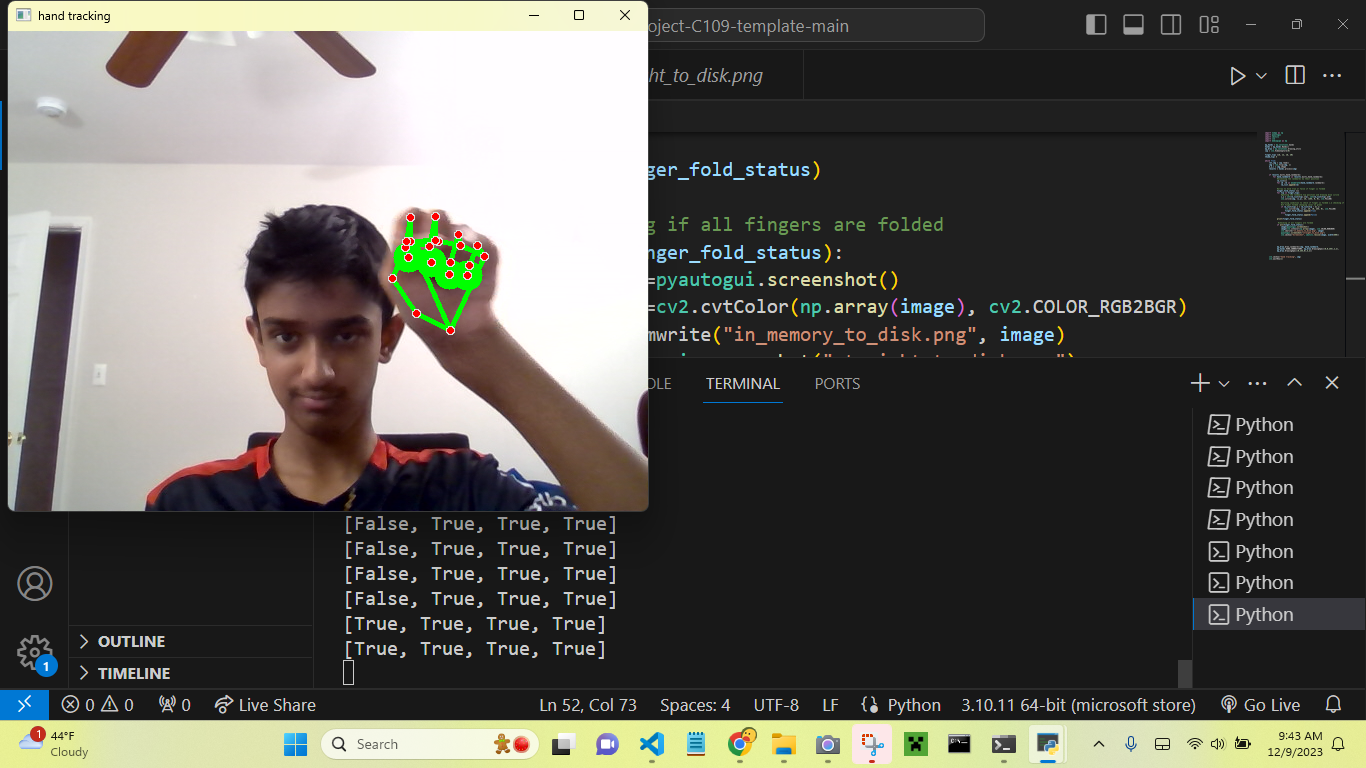 hand tracking
oject-C109-template-main
ht_to_disk.png
ger_fold_status)
g if all fingers are folded
nger_fold_status):
=pyautogui.screenshot()
=cv2.cvtColor(np.array(image), cv2.COLOR_RGB2BGR)
mwrite("in_memory_to_disk.png", image)
OLE TERMINAL PORTS
Python
Python
Python
Python
Python
Python
Python
[False, True, True, True]
[False, True, True, True]
[False, True, True, True]
[False, True, True, True]
[True, True, True, True]
[True, True, True, True]
1
OUTLINE
TIMELINE
0 0 0 Live Share Ln 52, Col 73 Spaces: 4 UTF-8 LF Python 3.10.11 64-bit (microsoft store) Go Live
1 44°F
Cloudy
Search
9:43 AM
12/9/2023